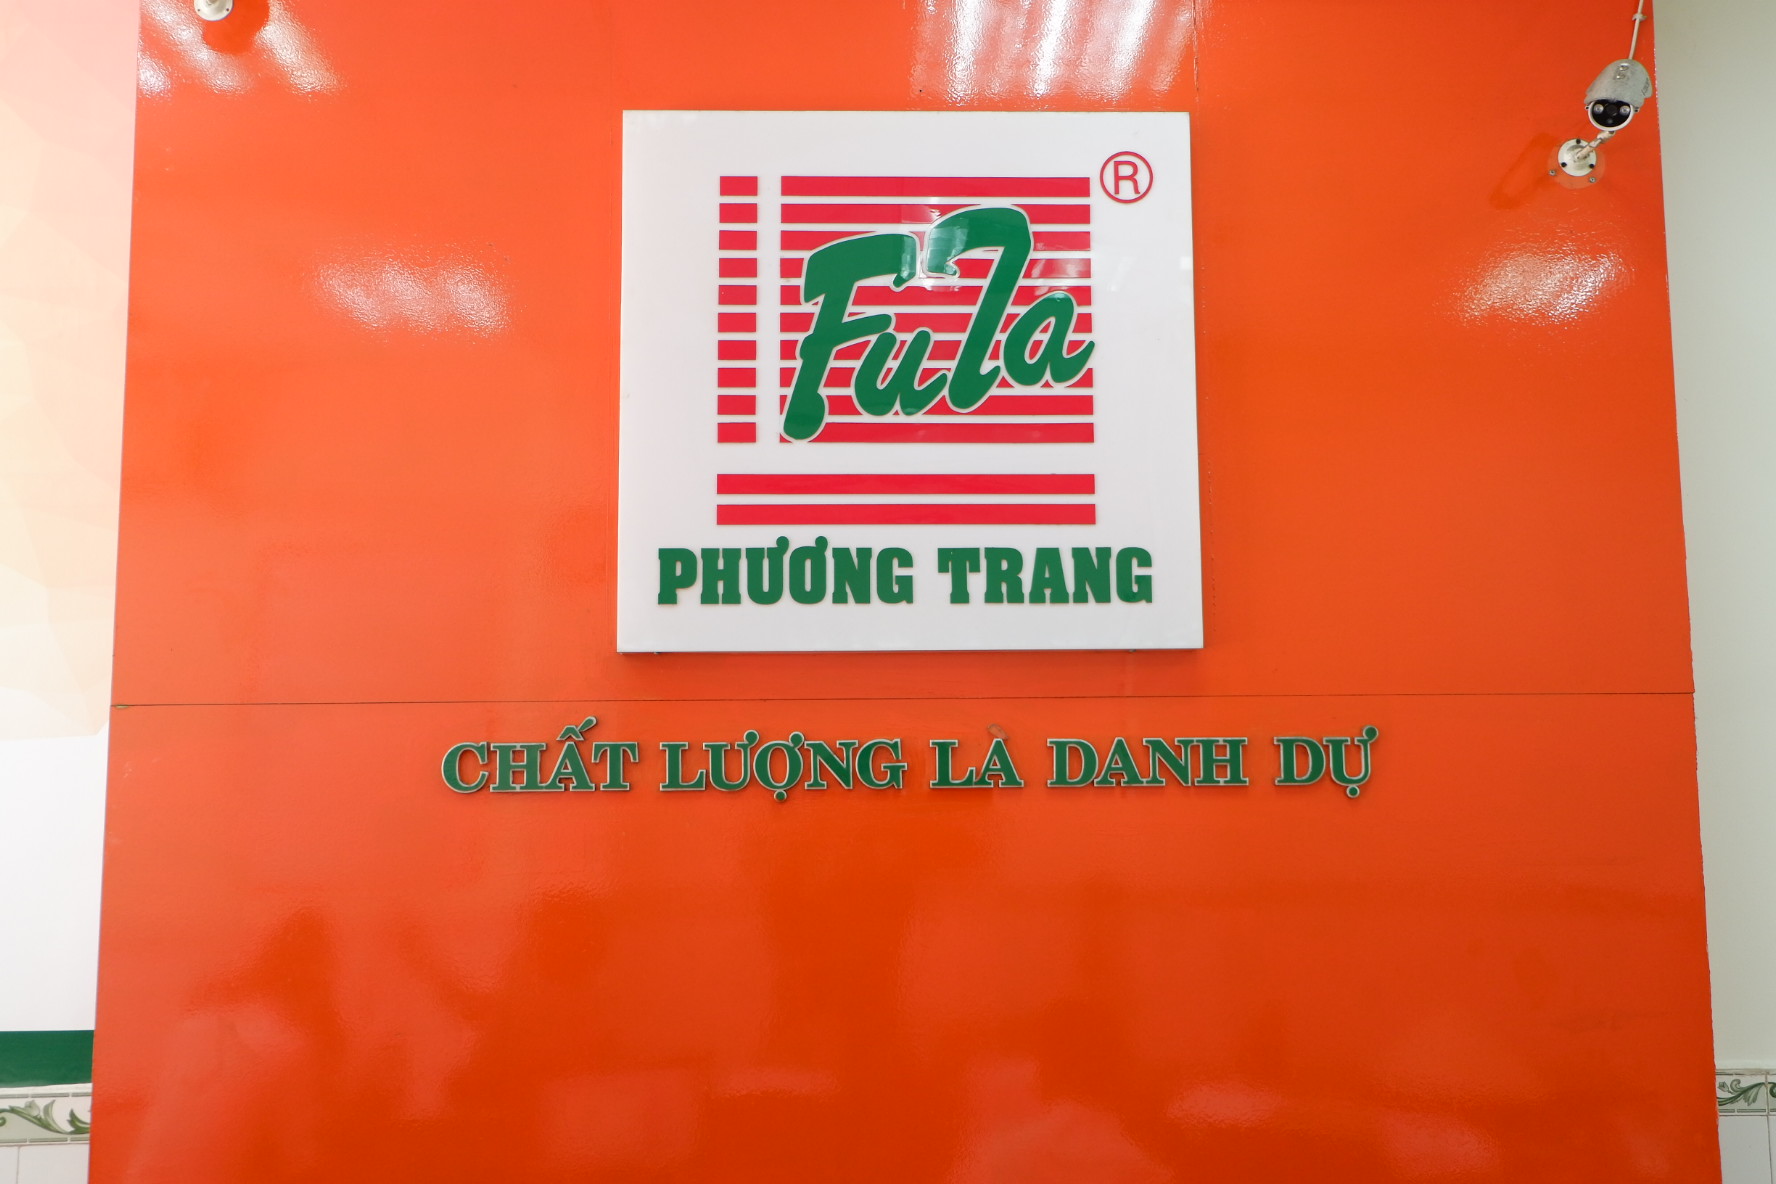 FuTa ®
PHƯƠNG TRANG
CHẤT LƯỢNG LÀ DANH DỰ